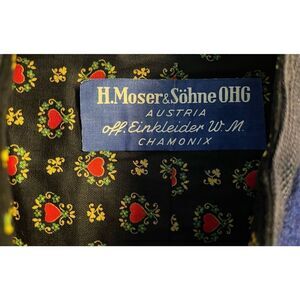 H.Moser&Söhne OHG
AUSTRIA
off. Einkleider W.M.
CHAMONIX